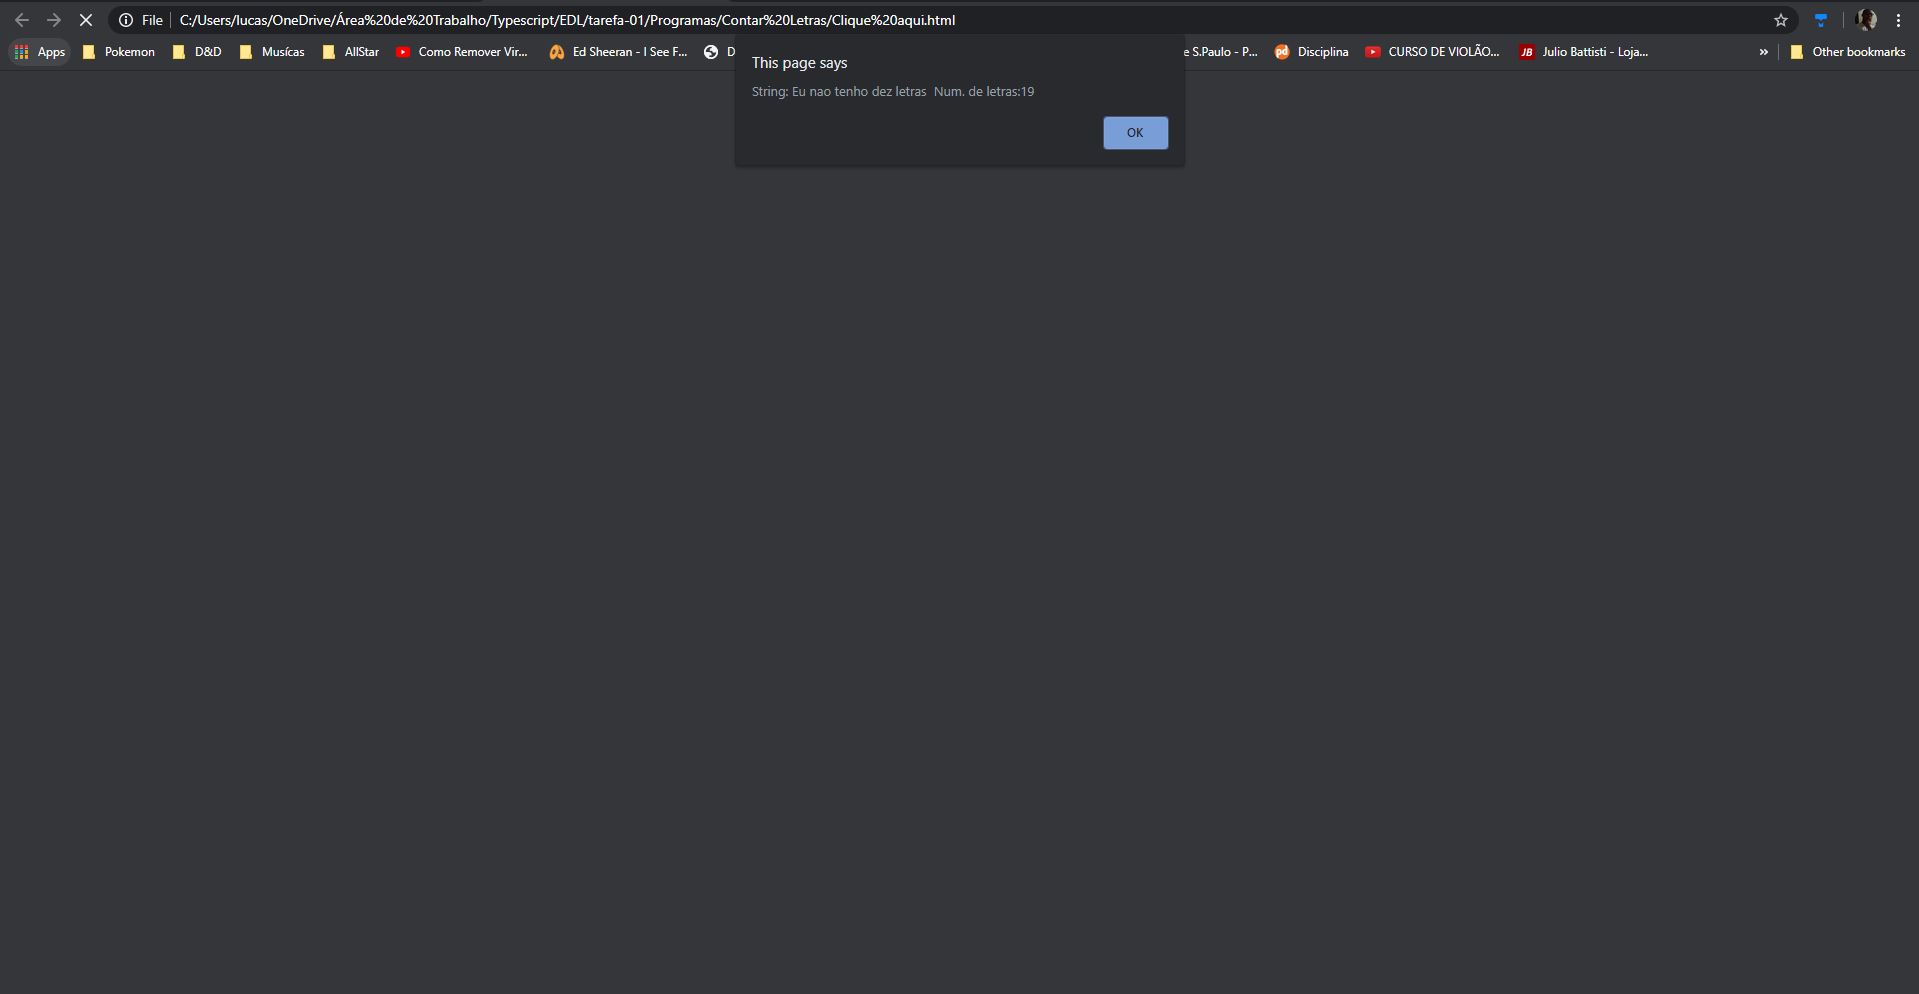 File C:/Users/lucas/OneDrive/Área%20de%20Trabalho/Typescript/EDL/tarefa-01/Programas/Contar%20Letras/Clique%20aqui.html
Apps Pokemon D&D Musícas AllStar Como Remover Vir... Ed Sheeran - I See F... D e S.Paulo - P... pd Disciplina CURSO DE VIOLÃO... JB Julio Battisti - Loja... » Other bookmarks
This page says
String: Eu nao tenho dez letras Num. de letras:19
OK